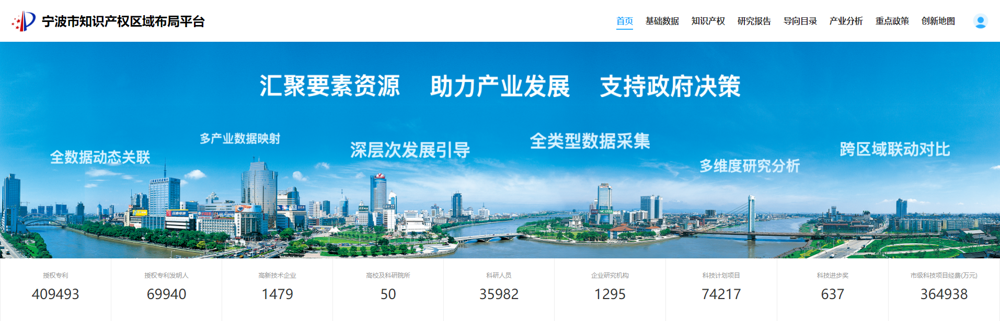 宁波市知识产权区域布局平台
首页 基础数据 知识产权 研究报告 导向目录 产业分析 重点政策 创新地图
汇聚要素资源 助力产业发展 支持政府决策
多产业数据映射
全类型数据采集
深层次发展引导
跨区域联动对比
全数据动态关联
多维度研究分析
授权专利 授权专利发明人 高新技术企业 高校及科研院所 科研人员 企业研究机构 科技计划项目 科技进步奖 市级科技项目经费(万元)
409493 69940 1479 50 35982 1295 74217 637 364938